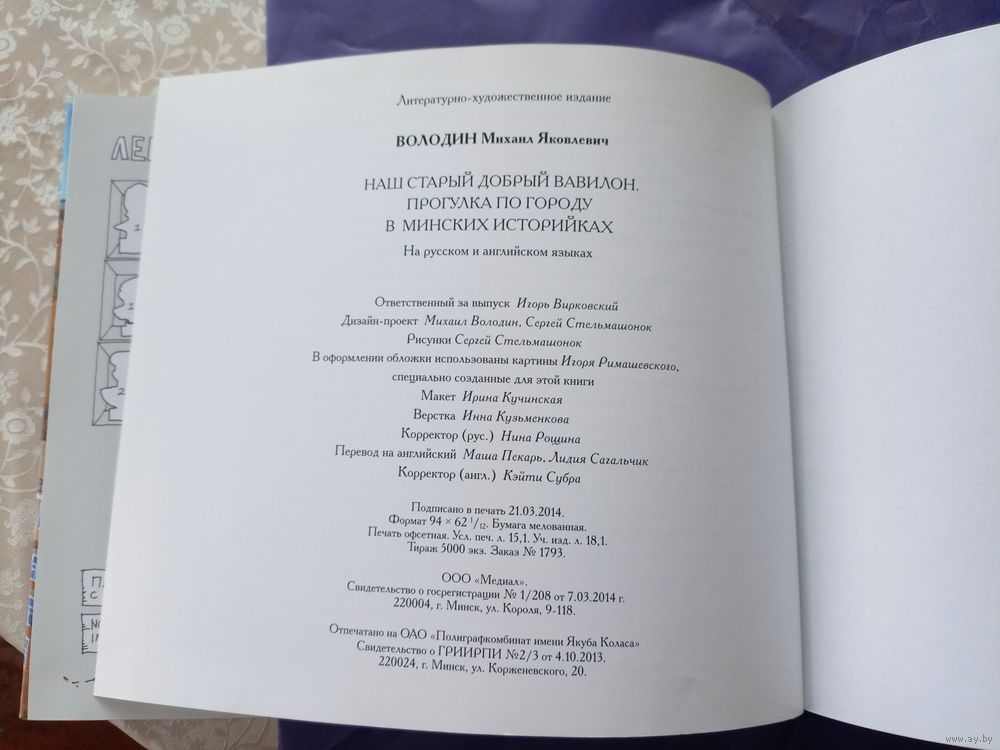 Литературно-художественное издание
ВОЛОДИН Михаил Яковлевич
НАШ СТАРЫЙ ДОБРЫЙ ВАВИЛОН.
ПРОГУЛКА ПО ГОРОДУ
В МИНСКИХ ИСТОРИЙКАХ
На русском и английском языках
Ответственный за выпуск Игорь Вирковский
Дизайн-проект Михаил Володин, Сергей Стельмашонок
Рисунки Сергей Стельмашонок
В оформлении обложки использованы картины Игоря Римашевского,
специально созданные для этой книги
Макет Ирина Кучинская
Верстка Инна Кузьменкова
Корректор (рус.) Нина Рощина
Перевод на английский Маша Пекарь, Лидия Сагальчик
Корректор (англ.) Кэйти Субра
Подписано в печать 21.03.2014.
Формат 94 × 62 1/12. Бумага мелованная.
Печать офсетная. Усл. печ. л. 15,1. Уч. изд. л. 18,1.
Тираж 5000 экз. Заказ № 1793.
ООО «Медиал».
Свидетельство о госрегистрации № 1/208 от 7.03.2014 г.
220004, г. Минск, ул. Короля, 9-118.
Отпечатано на ОАО «Полиграфкомбинат имени Якуба Коласа»
Свидетельство о ГРИИРПИ №2/3 от 4.10.2013.
220024, г. Минск, ул. Корженевского, 20.
www.ay.by